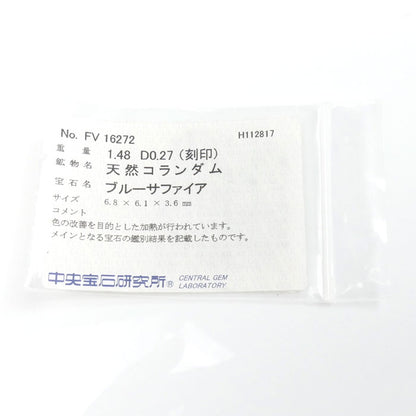 No. FV 16272 H112817
重量 1.48 D0.27 (刻印)
鉱物名 天然コランダム
宝石名 ブルーサファイア
サイズ 6.8 × 6.1 × 3.6 mm
コメント
色の改善を目的とした加熱が行われています。
メインとなる宝石の鑑別結果を記載したものです。
中央宝石研究所® CENTRAL GEM
LABORATORY